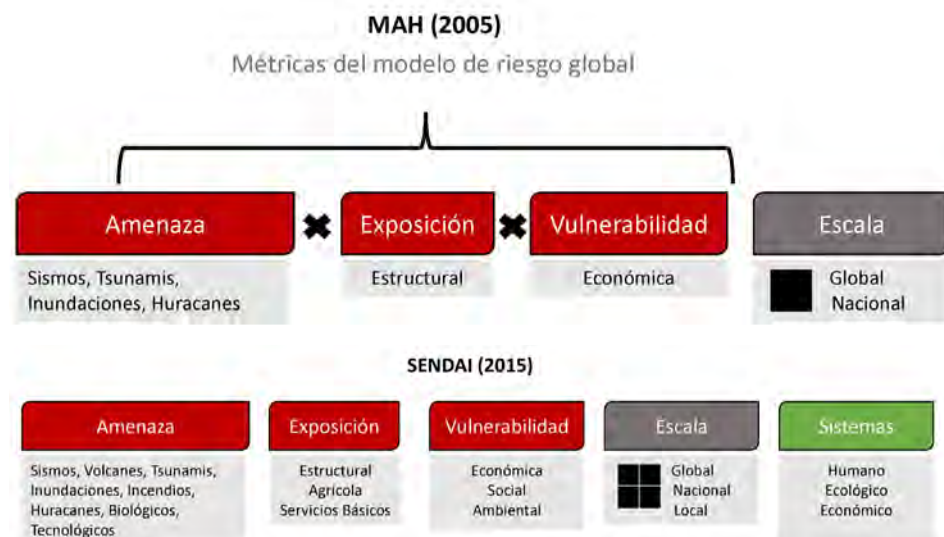 MAH (2005)
Métricas del modelo de riesgo global
Amenaza
Exposición
Vulnerabilidad
Escala
Sismos, Tsunamis,
Inundaciones, Huracanes
Estructural
Económica
Global
Nacional
SENDAI (2015)
Amenaza
Exposición
Vulnerabilidad
Escala
Sistemas
Sismos, Volcanes, Tsunamis,
Inundaciones, Incendios,
Huracanes, Biológicos,
Tecnológicos
Estructural
Agrícola
Servicios Básicos
Económica
Social
Ambiental
Global
Nacional
Local
Humano
Ecológico
Económico